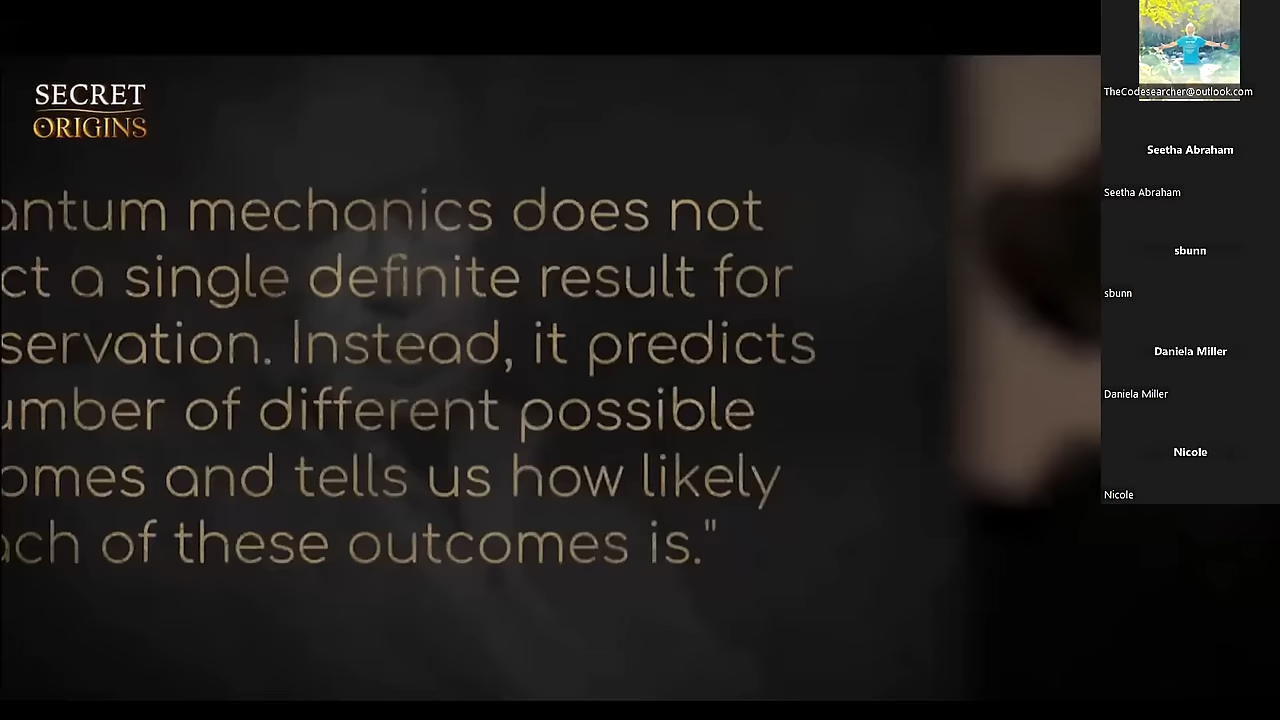 SECRET
ORIGINS
antum mechanics does not
ct a single definite result for
servation. Instead, it predicts
umber of different possible
omes and tells us how likely
ach of these outcomes is."
TheCodesearcher@outlook.com
Seetha Abraham
Seetha Abraham
sbunn
sbunn
Daniela Miller
Daniela Miller
Nicole
Nicole